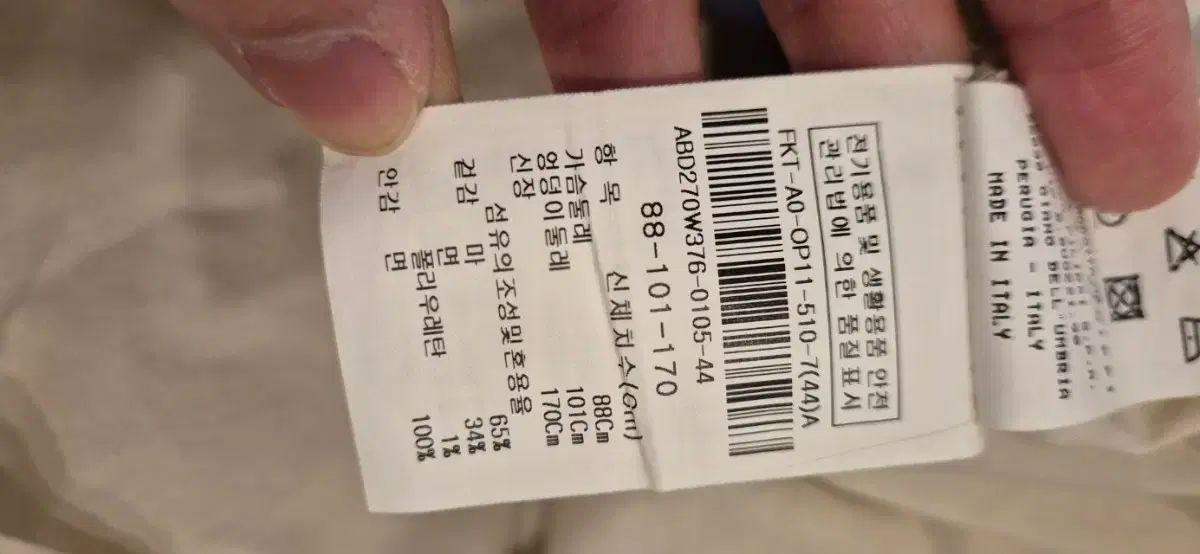 전기용품 및 생활용품 안전
관리법에 의한 품질표시
FKT-A0-OP11-510-7(44)A
ABD270W376-0105-44
88-101-170
항 목 신체치수(cm)
가슴둘레 88Cm
엉덩이둘레 101Cm
신장 170Cm
섬유의조성및혼용율
겉감 마 65%
면 34%
폴리우레탄 1%
안감 면 100%
DELL'UMBRIA
PERUGIA - ITALY
MADE IN ITALY